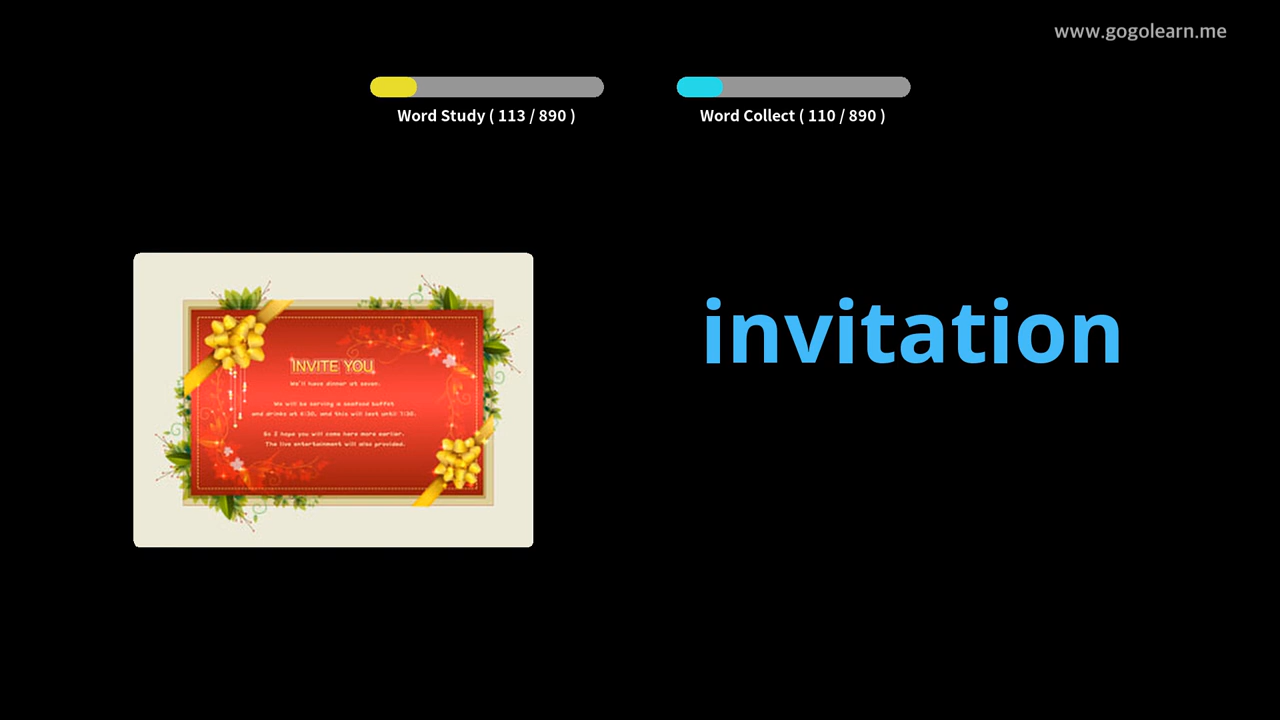 www.gogolearn.me
Word Study ( 113 / 890 )
Word Collect ( 110 / 890 )
invitation
INVITE YOU
We'll have dinner at seven.
We will be serving a seafood buffet
and drinks at 6:30, and this will last until 7:30.
So I hope you will come here more earlier.
The live entertainment will also provided.